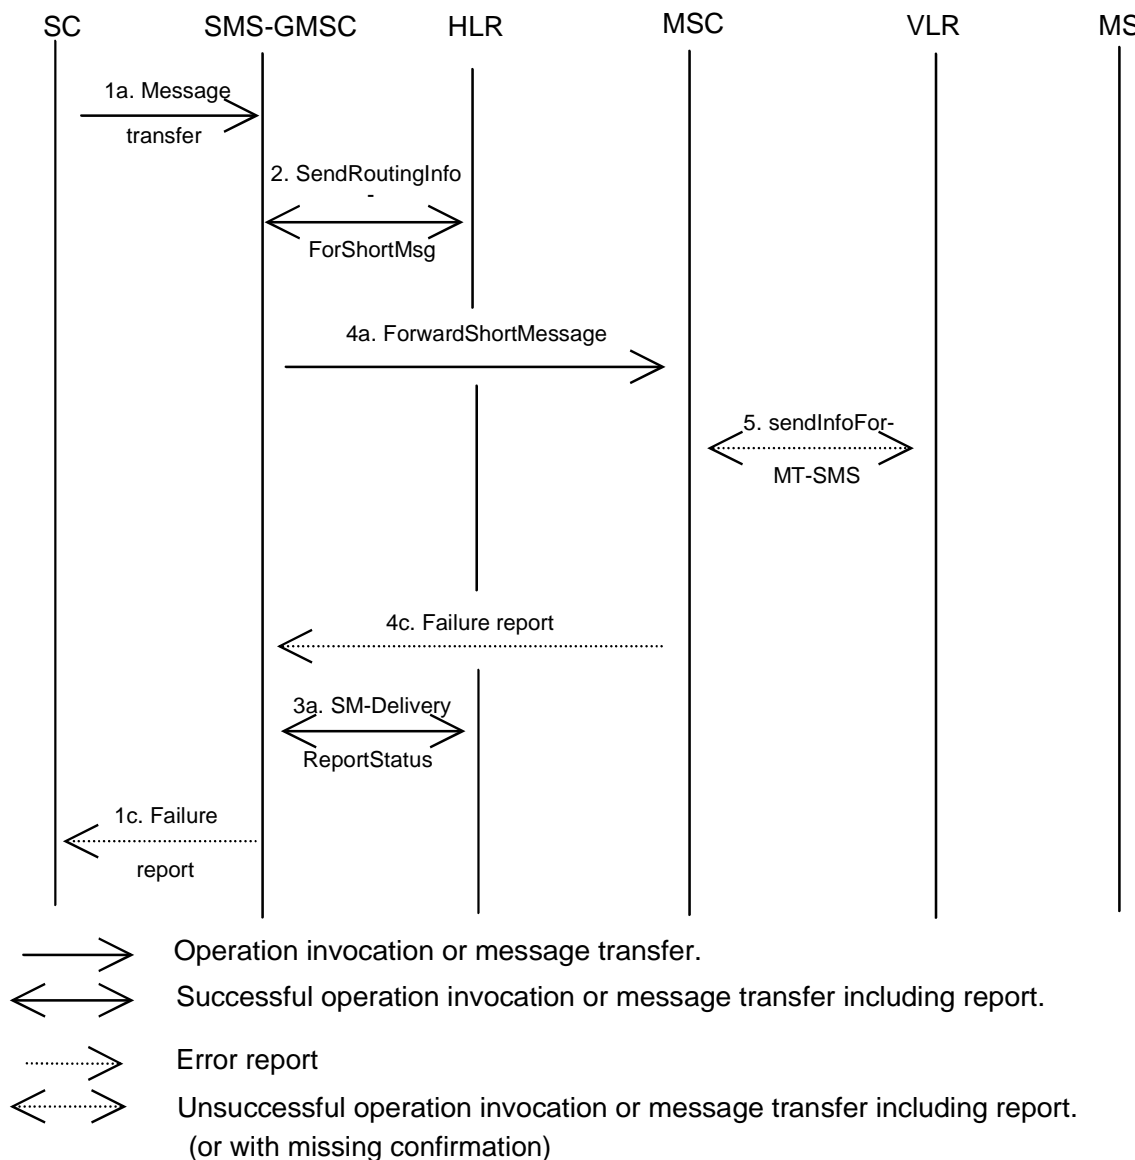 SC SMS-GMSC HLR MSC VLR MS
1a. Message
transfer
2. SendRoutingInfo
-
ForShortMsg
4a. ForwardShortMessage
5. sendInfoFor-
MT-SMS
4c. Failure report
3a. SM-Delivery
ReportStatus
1c. Failure
report
Operation invocation or message transfer.
Successful operation invocation or message transfer including report.
Error report
Unsuccessful operation invocation or message transfer including report.
(or with missing confirmation)